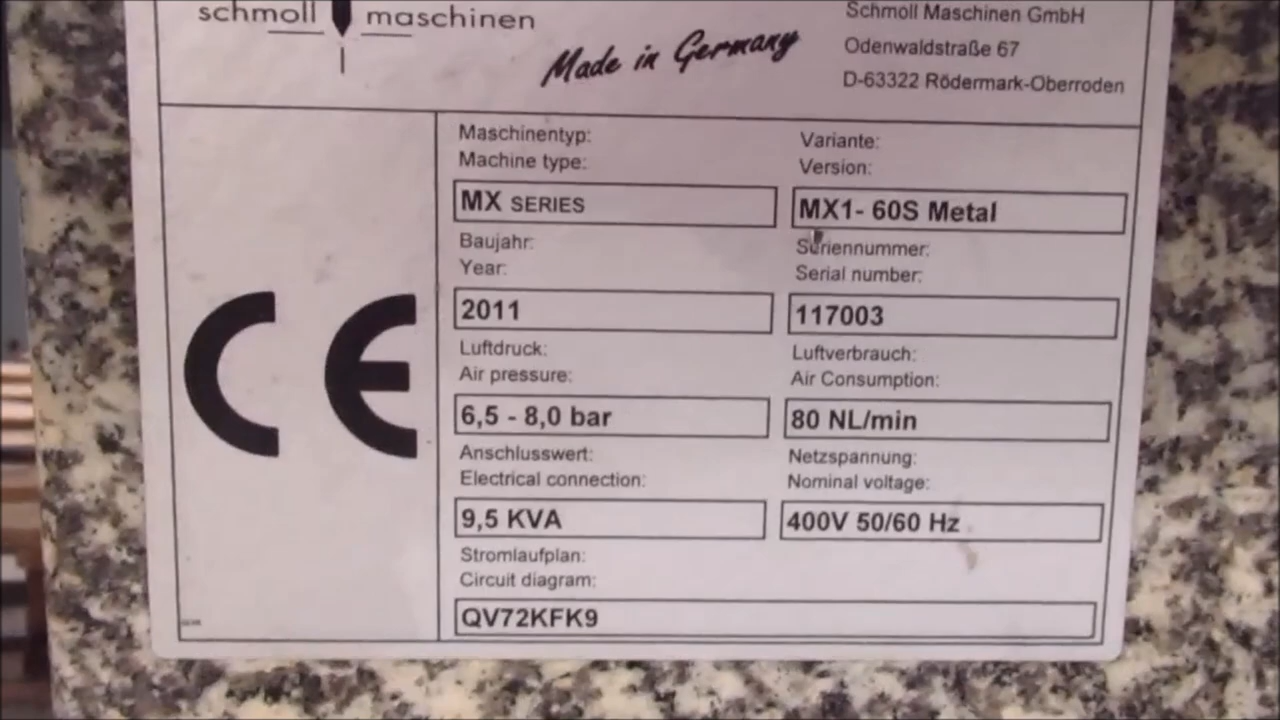 schmoll maschinen
Made in Germany
Schmoll Maschinen GmbH
Odenwaldstraße 67
D-63322 Rödermark-Oberroden
Maschinentyp:
Machine type:
MX SERIES
Variante:
Version:
MX1- 60S Metal
Baujahr:
Year:
2011
Seriennummer:
Serial number:
117003
Luftdruck:
Air pressure:
6,5 - 8,0 bar
Luftverbrauch:
Air Consumption:
80 NL/min
Anschlusswert:
Electrical connection:
9,5 KVA
Netzspannung:
Nominal voltage:
400V 50/60 Hz
Stromlaufplan:
Circuit diagram:
QV72KFK9
CE